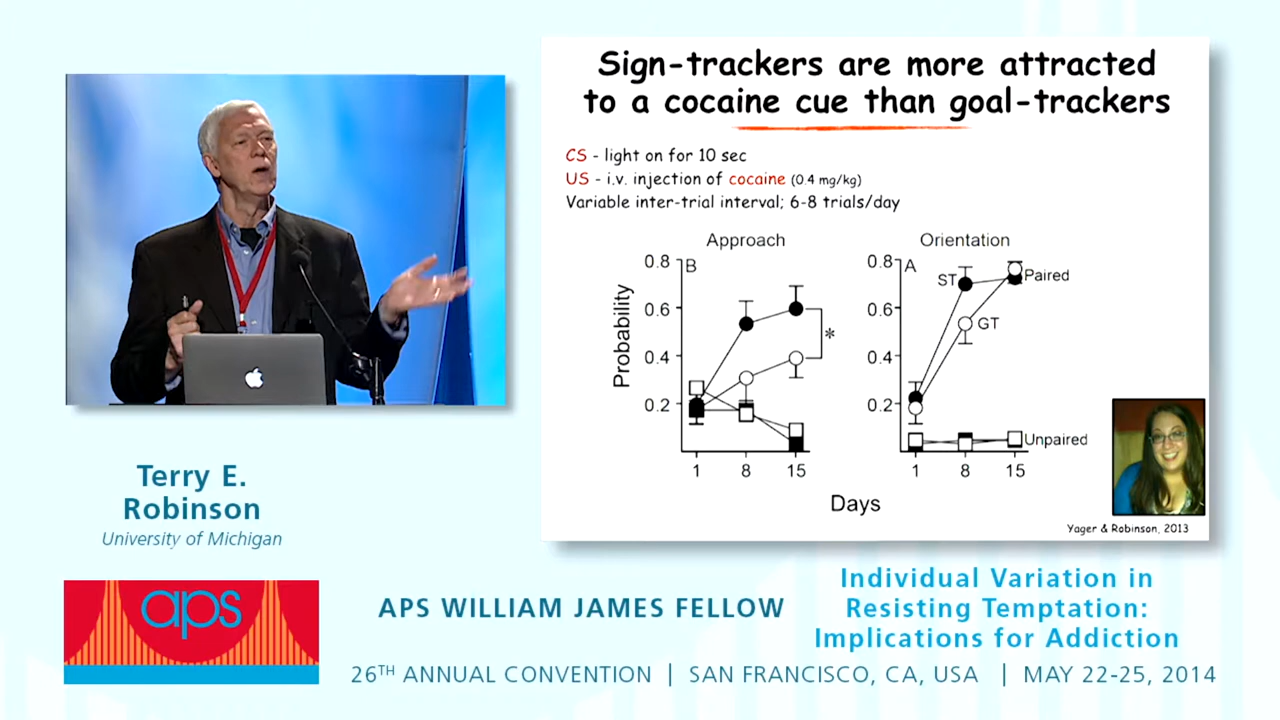 Sign-trackers are more attracted
to a cocaine cue than goal-trackers
CS - light on for 10 sec
US - i.v. injection of cocaine (0.4 mg/kg)
Variable inter-trial interval; 6-8 trials/day
Approach
Orientation
Probability
0.8
0.6
0.4
0.2
B
*
1
8
15
0.8
0.6
0.4
0.2
A
ST
GT
Paired
Unpaired
1
8
15
Days
Yager & Robinson, 2013
Terry E.
Robinson
University of Michigan
aps
APS WILLIAM JAMES FELLOW
Individual Variation in
Resisting Temptation:
Implications for Addiction
26TH ANNUAL CONVENTION | SAN FRANCISCO, CA, USA | MAY 22-25, 2014